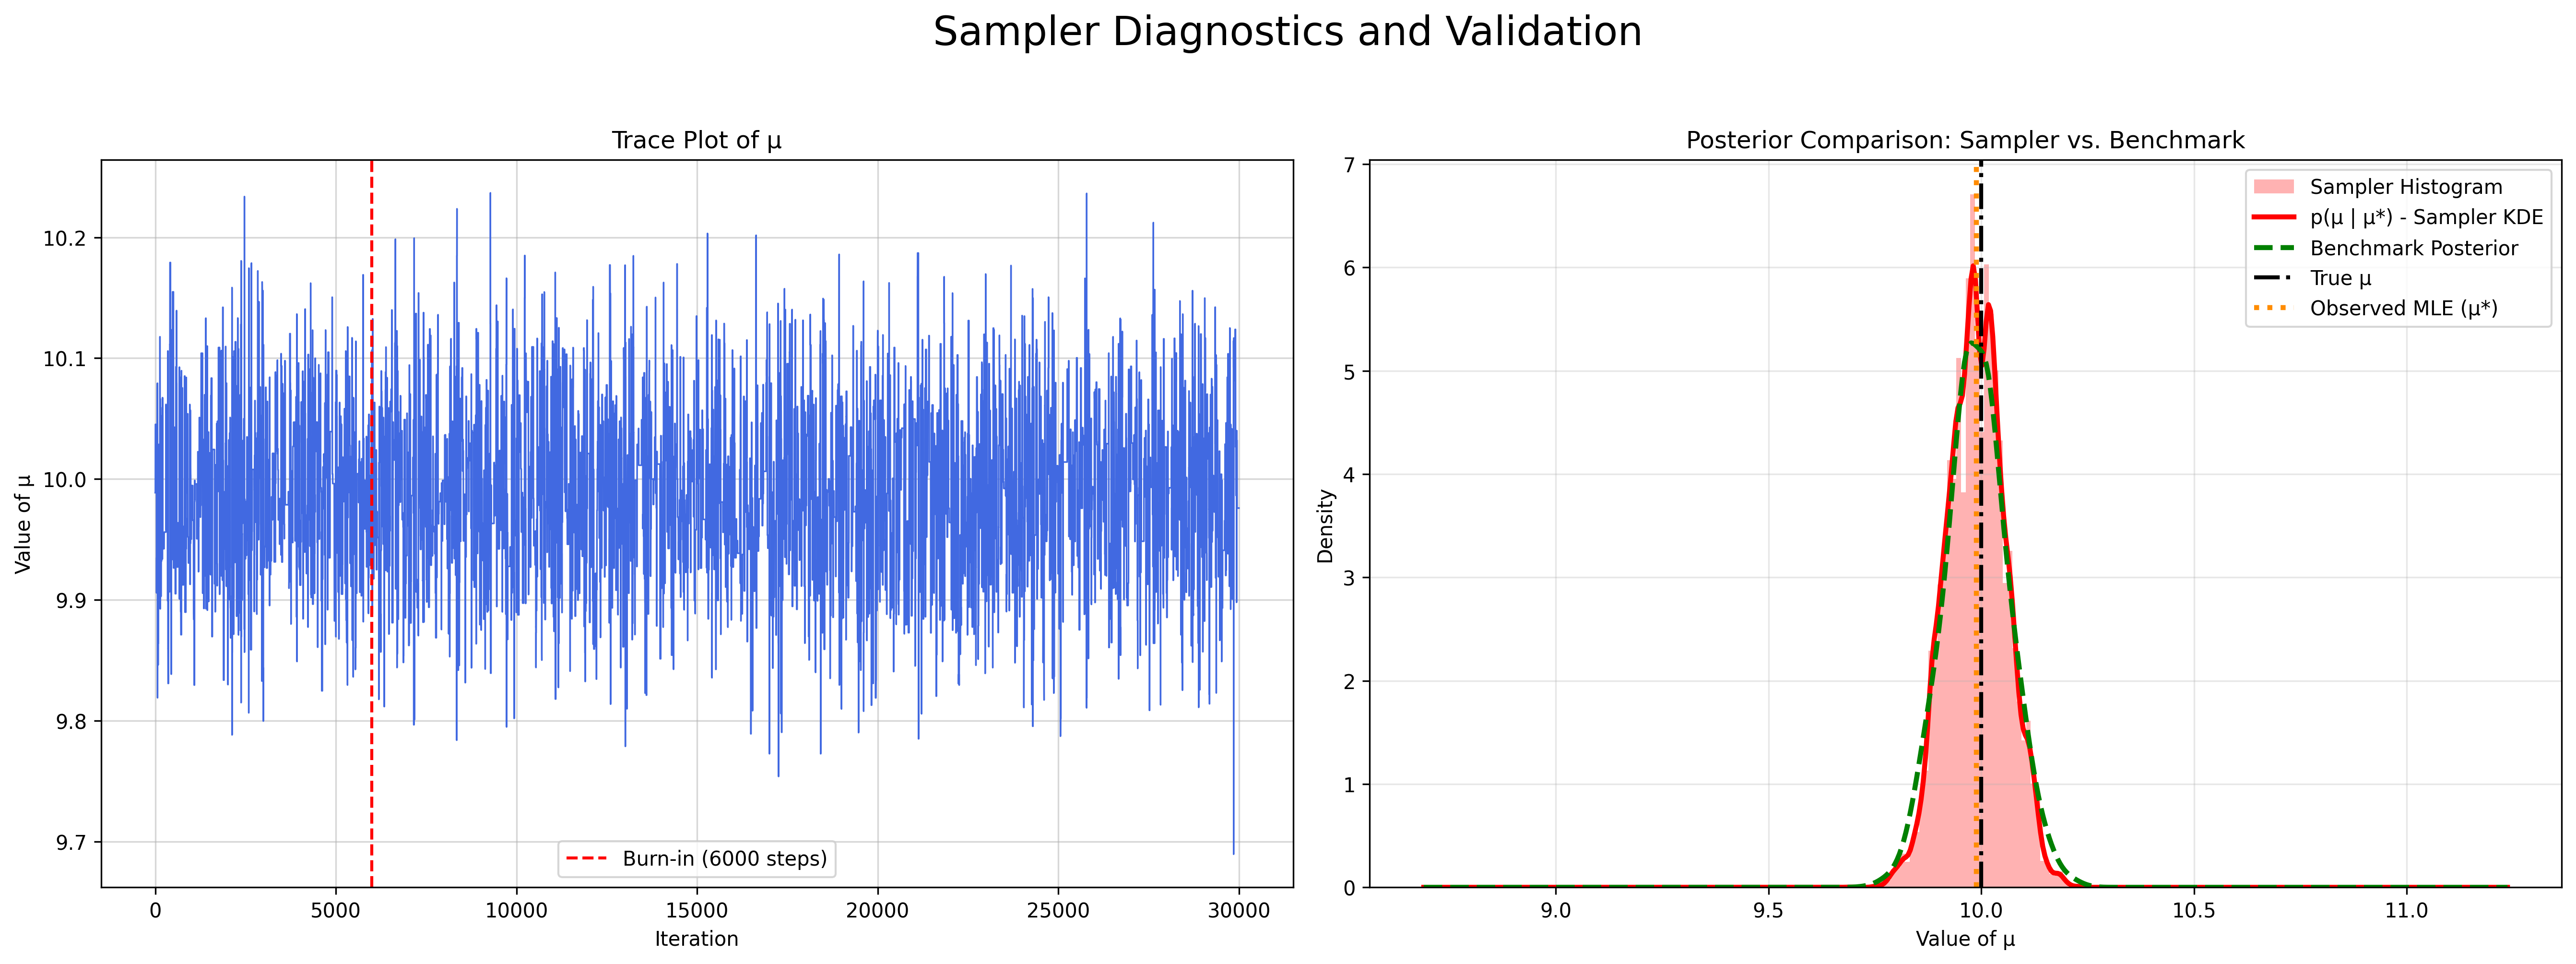 Sampler Diagnostics and Validation
Trace Plot of μ
Value of μ
10.2
10.1
10.0
9.9
9.8
9.7
Burn-in (6000 steps)
0 5000 10000 15000 20000 25000 30000
Iteration
Posterior Comparison: Sampler vs. Benchmark
Density
7
6
5
4
3
2
1
0
Sampler Histogram
p(μ | μ*) - Sampler KDE
Benchmark Posterior
True μ
Observed MLE (μ*)
9.0 9.5 10.0 10.5 11.0
Value of μ